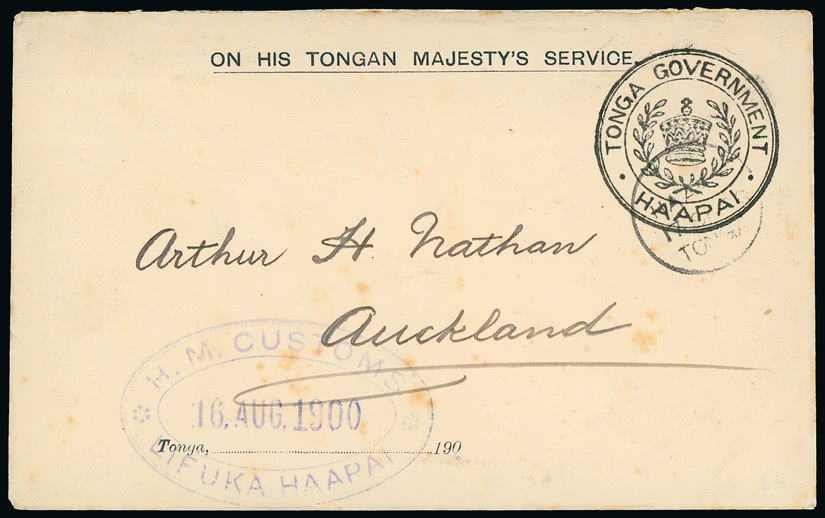 ON HIS TONGAN MAJESTY'S SERVICE.
TONGA GOVERNMENT
• HAAPAI •
Arthur H. Nathan
Auckland
H. M. CUSTOMS
16. AUG. 1900
LIFUKA HAAPAI
Tonga, 190